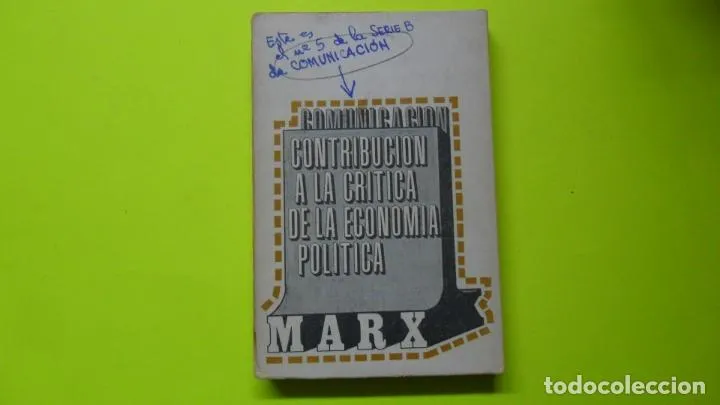 Este es
el nº 5 de la SERIE B
de COMUNICACIÓN
COMUNICACION
CONTRIBUCION
A LA CRITICA
DE LA ECONOMIA
POLITICA
MARX
todocoleccion.net